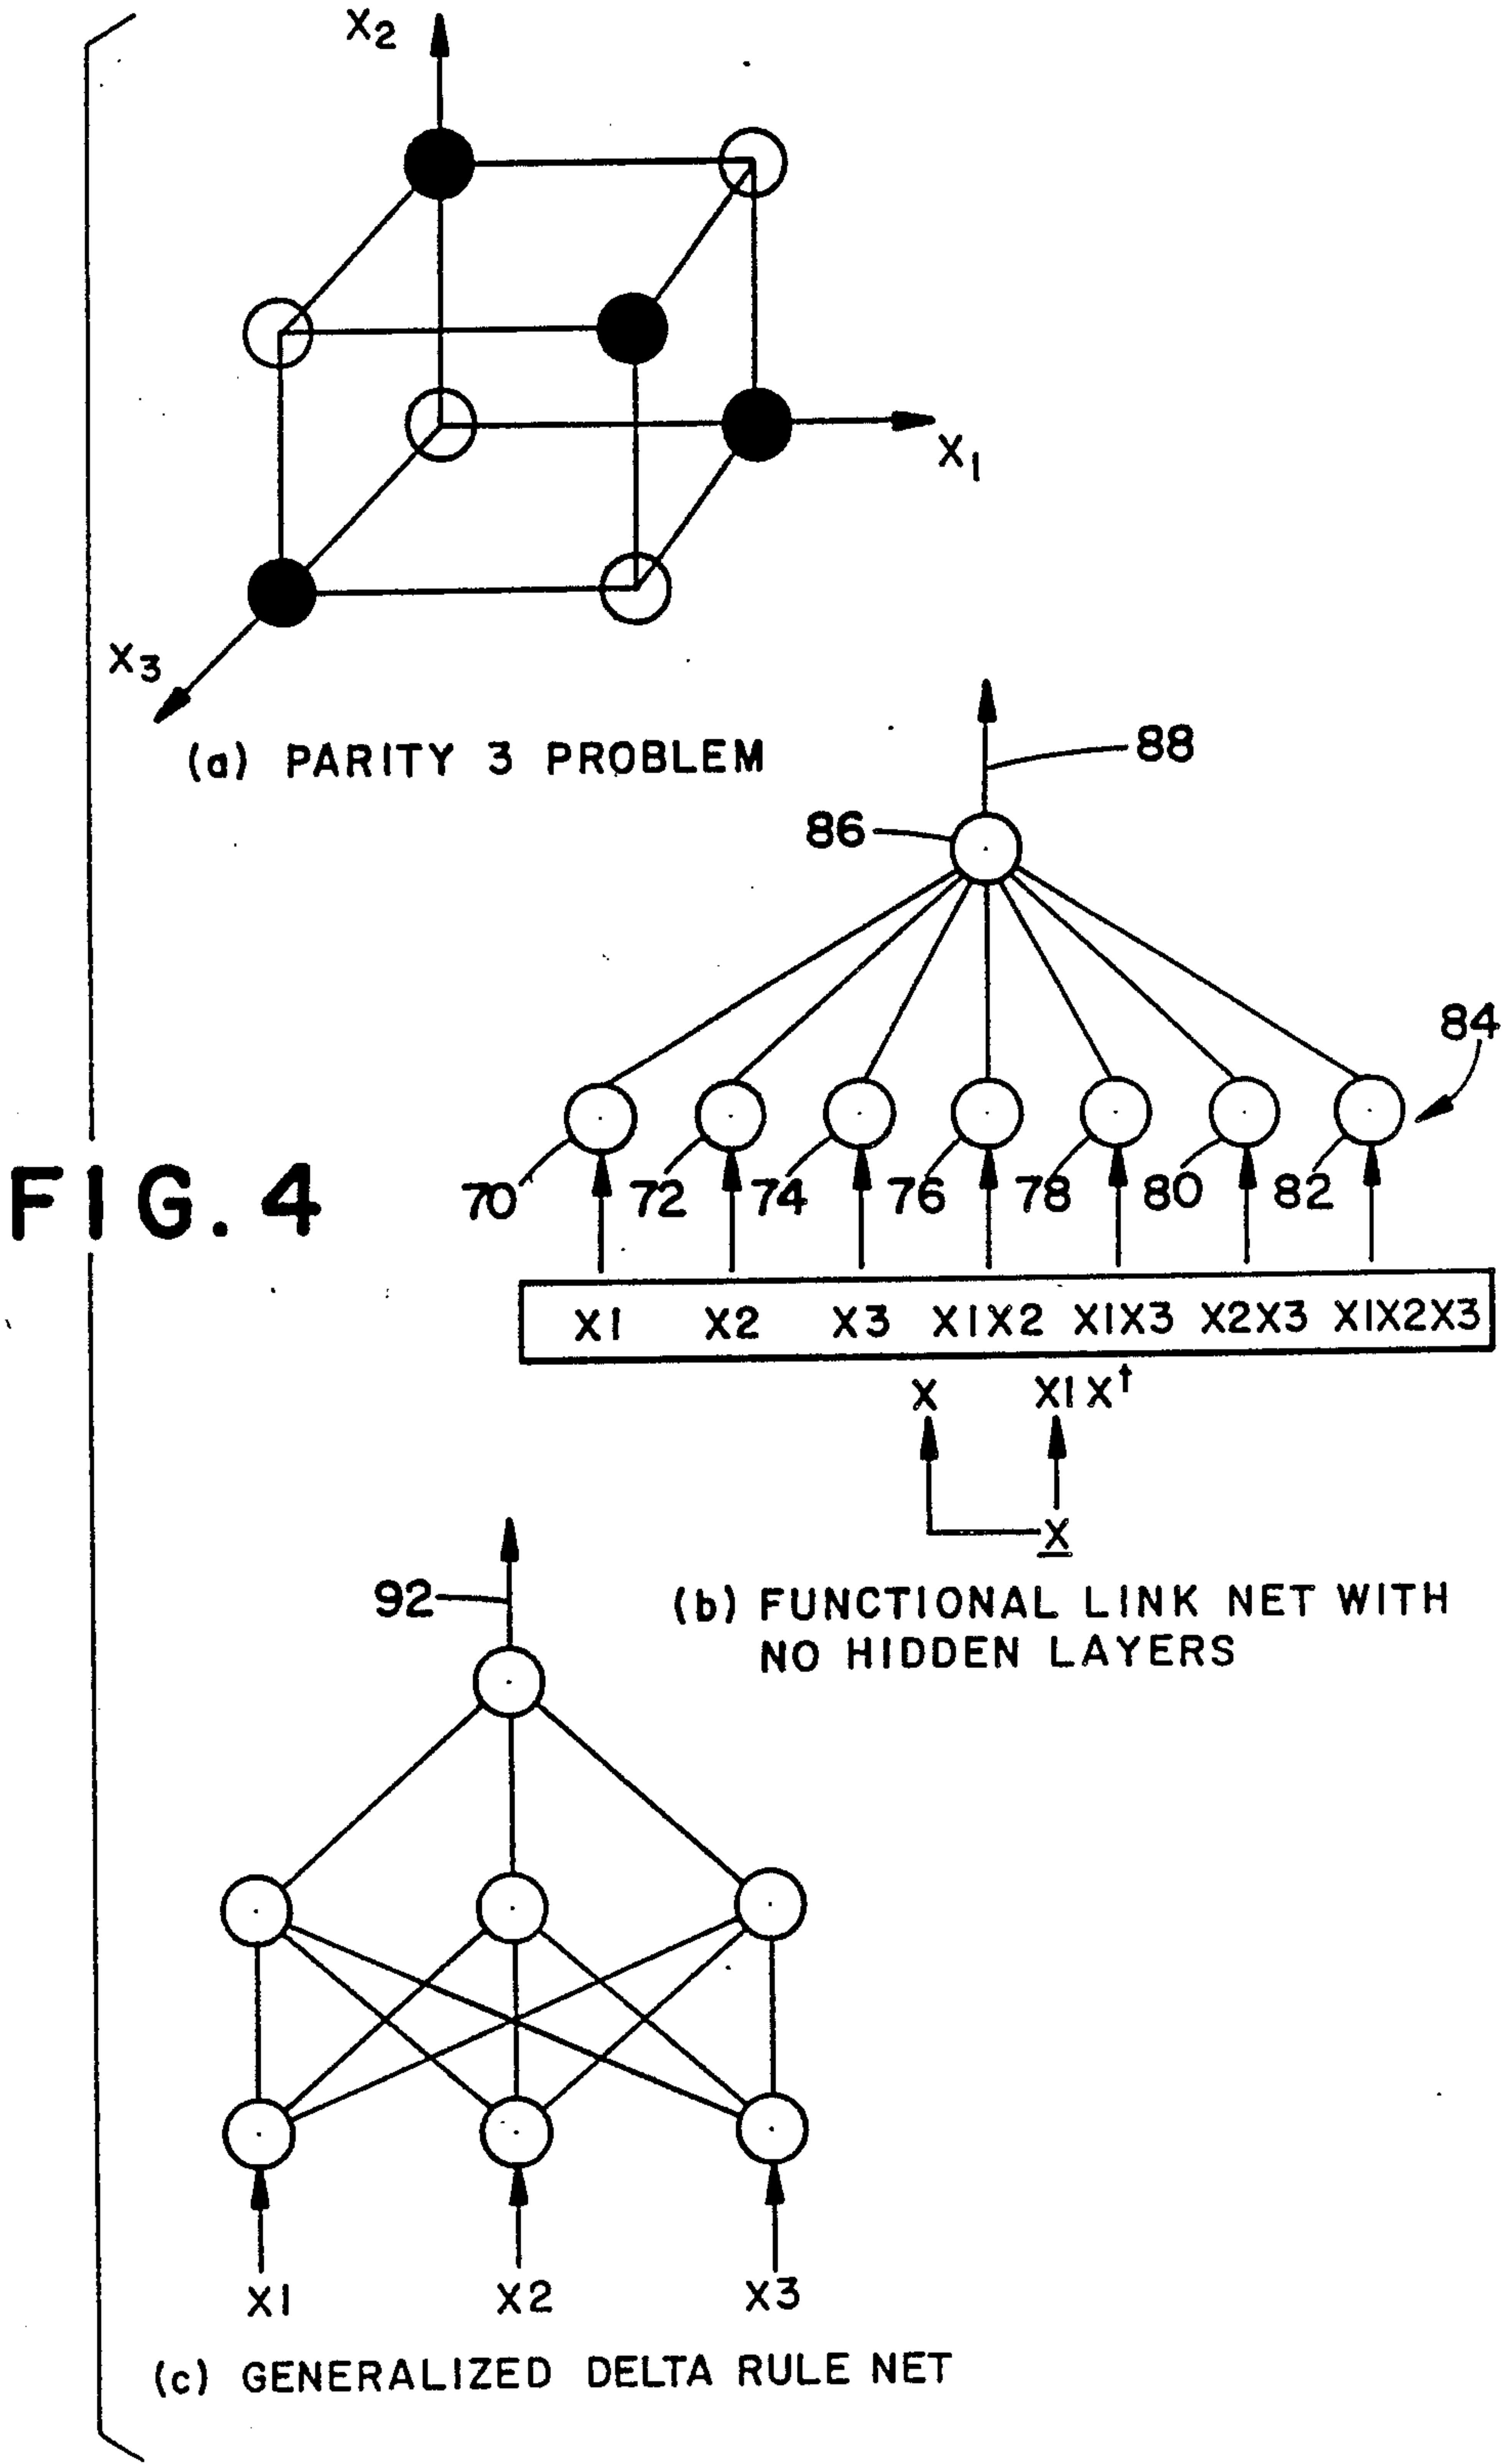 X2
X1
X3
(a) PARITY 3 PROBLEM
88
86
84
70 72 74 76 78 80 82
FIG. 4
X1 X2 X3 X1X2 X1X3 X2X3 X1X2X3
X X1X†
X
92
(b) FUNCTIONAL LINK NET WITH
NO HIDDEN LAYERS
X1 X2 X3
(c) GENERALIZED DELTA RULE NET